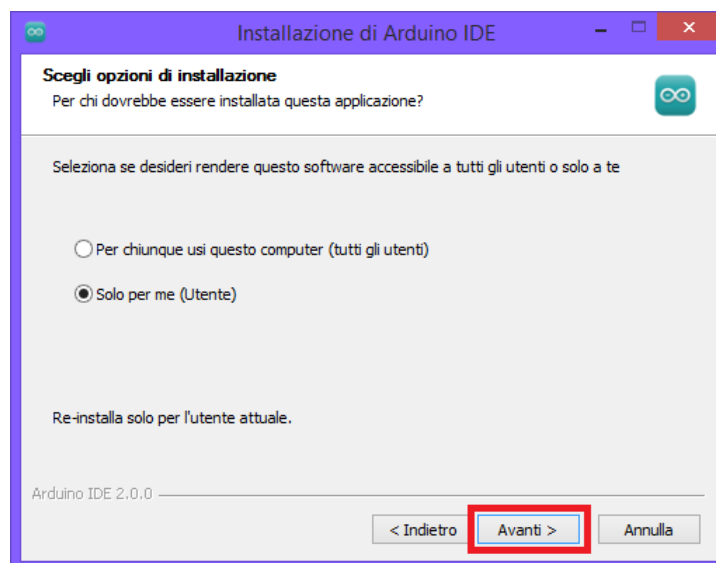 Installazione di Arduino IDE
Scegli opzioni di installazione
Per chi dovrebbe essere installata questa applicazione?
Seleziona se desideri rendere questo software accessibile a tutti gli utenti o solo a te
Per chiunque usi questo computer (tutti gli utenti)
Solo per me (Utente)
Re-installa solo per l'utente attuale.
Arduino IDE 2.0.0
< Indietro Avanti > Annulla